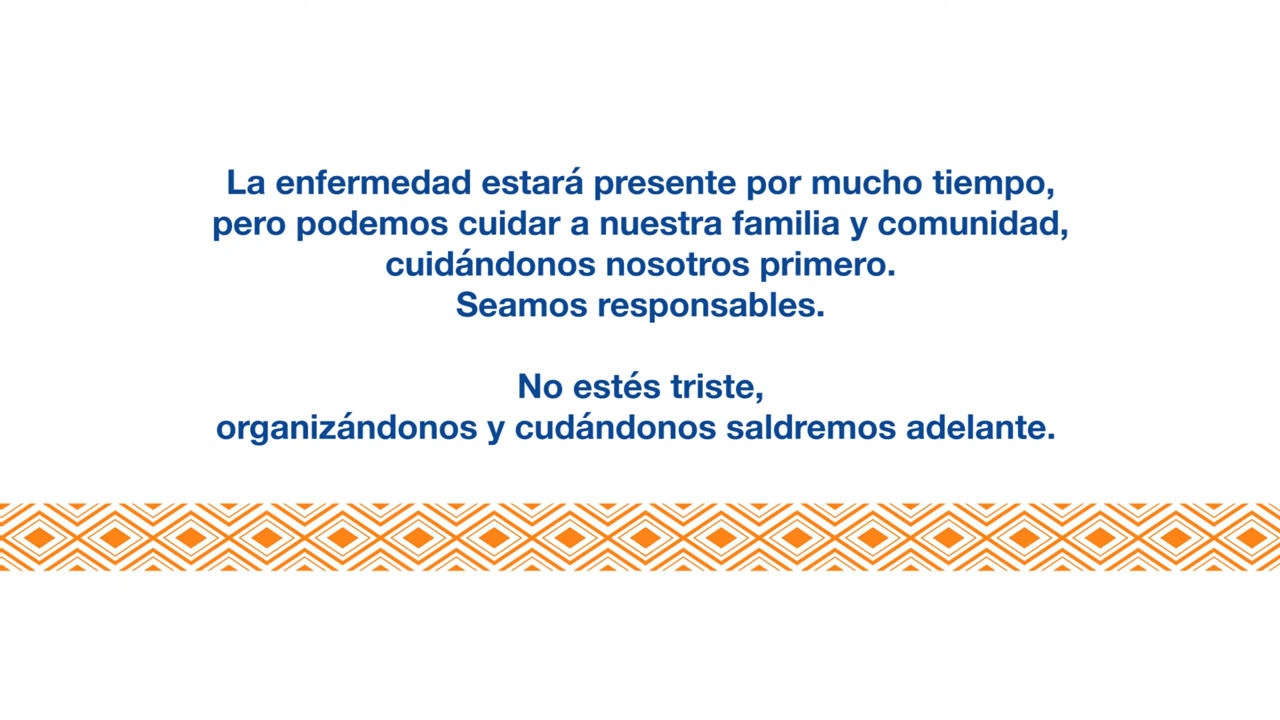 La enfermedad estará presente por mucho tiempo,
pero podemos cuidar a nuestra familia y comunidad,
cuidándonos nosotros primero.
Seamos responsables.
No estés triste,
organizándonos y cudándonos saldremos adelante.